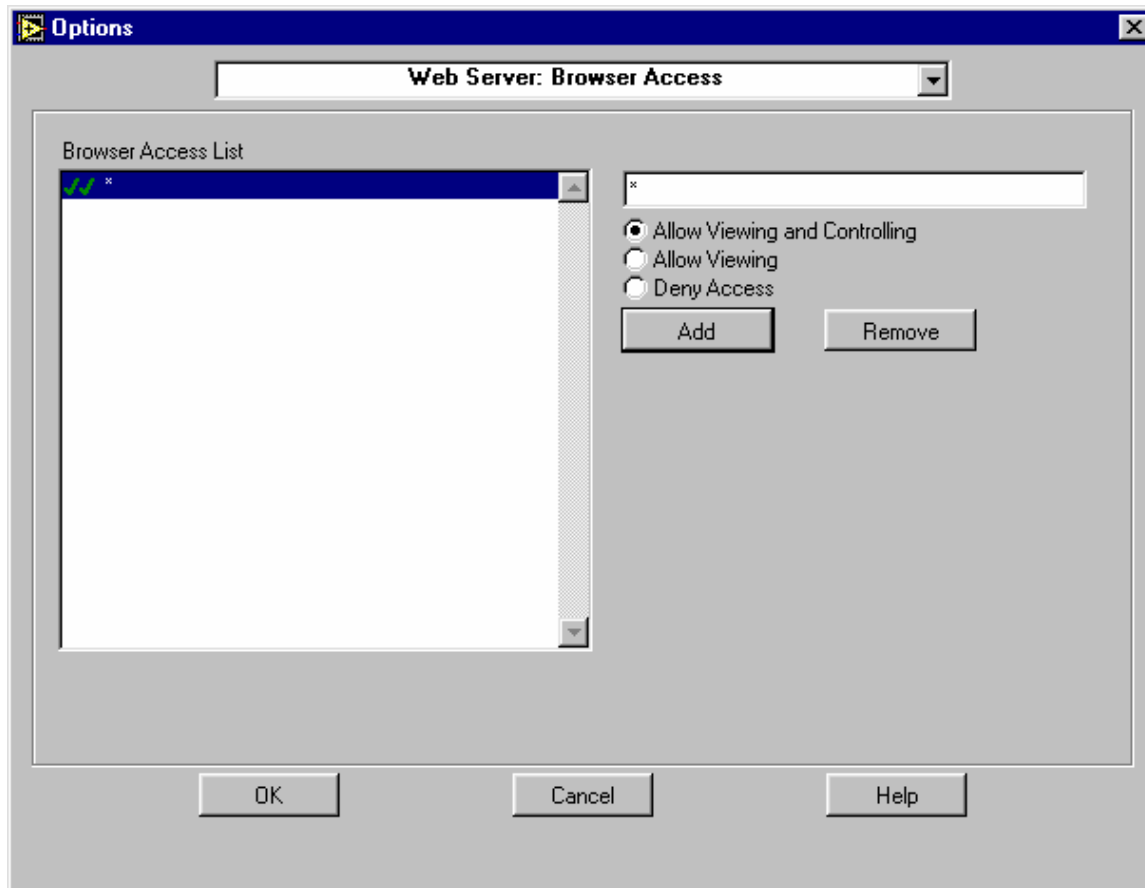 Options
Web Server: Browser Access
Browser Access List
*
*
Allow Viewing and Controlling
Allow Viewing
Deny Access
Add Remove
OK Cancel Help